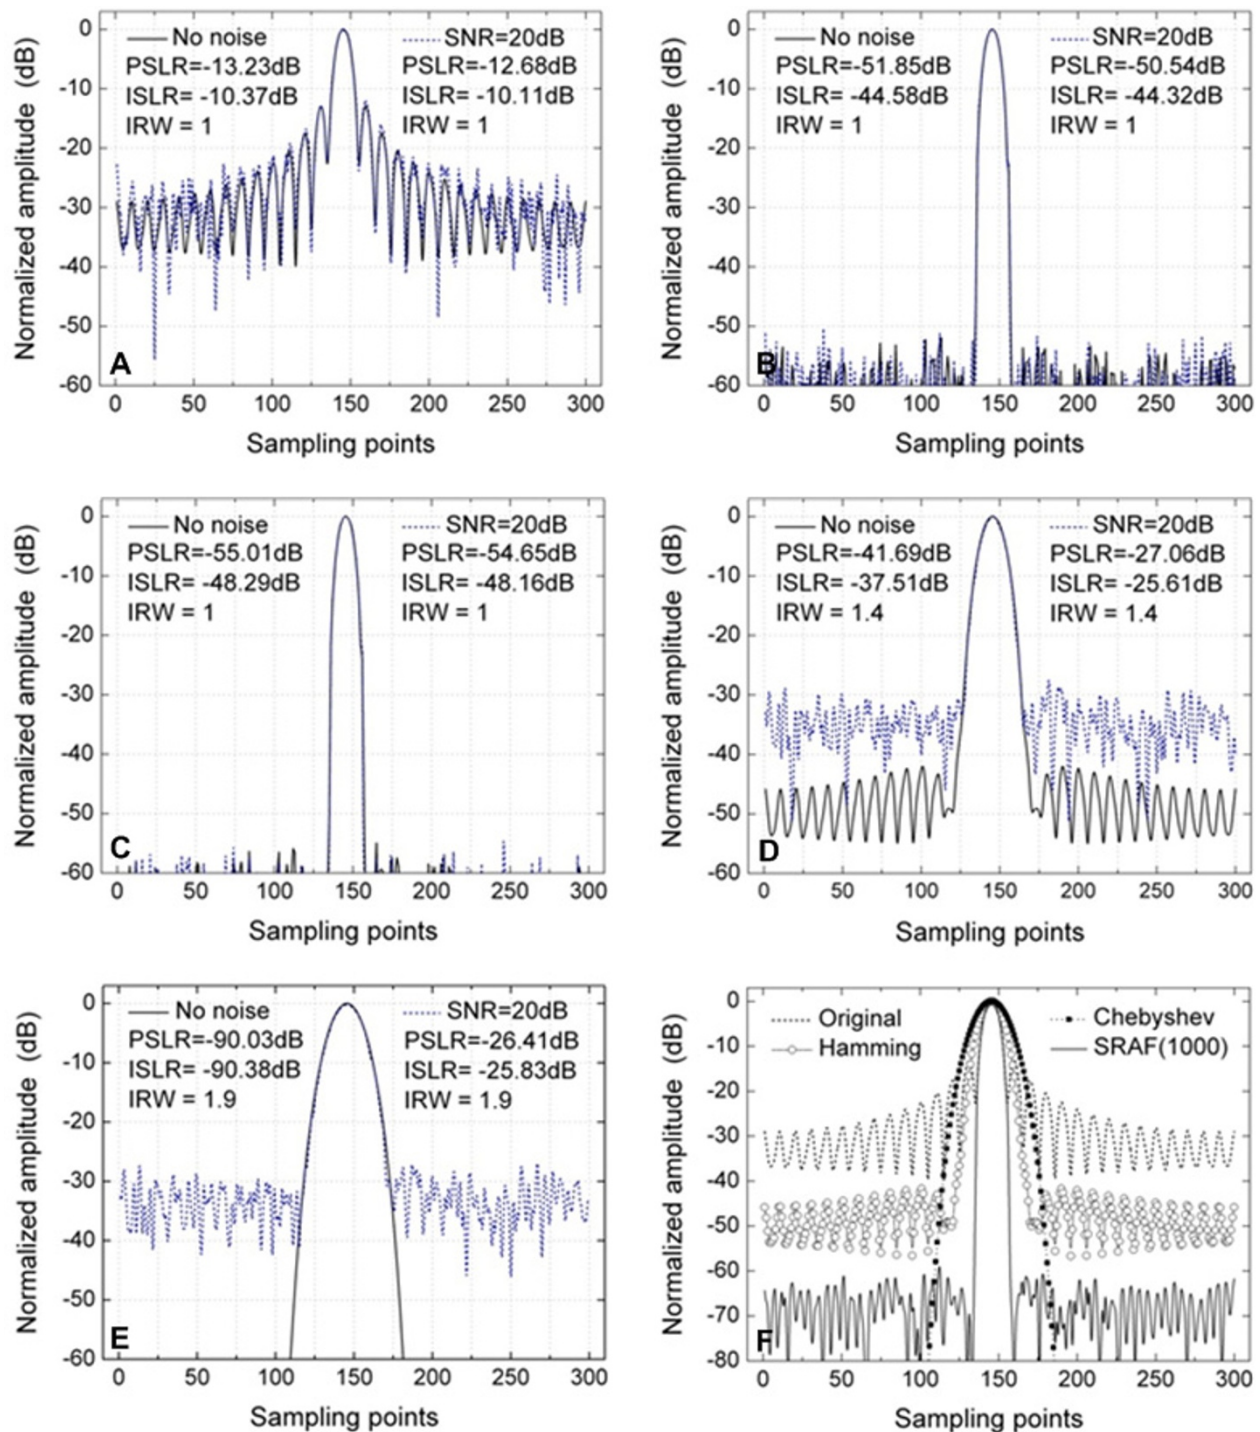 Normalized amplitude (dB)
0
-10
-20
-30
-40
-50
-60
No noise
PSLR=-13.23dB
ISLR= -10.37dB
IRW = 1
SNR=20dB
PSLR=-12.68dB
ISLR= -10.11dB
IRW = 1
A
0 50 100 150 200 250 300
Sampling points
Normalized amplitude (dB)
0
-10
-20
-30
-40
-50
-60
No noise
PSLR=-51.85dB
ISLR= -44.58dB
IRW = 1
SNR=20dB
PSLR=-50.54dB
ISLR= -44.32dB
IRW = 1
B
0 50 100 150 200 250 300
Sampling points
Normalized amplitude (dB)
0
-10
-20
-30
-40
-50
-60
No noise
PSLR=-55.01dB
ISLR= -48.29dB
IRW = 1
SNR=20dB
PSLR=-54.65dB
ISLR= -48.16dB
IRW = 1
C
0 50 100 150 200 250 300
Sampling points
Normalized amplitude (dB)
0
-10
-20
-30
-40
-50
-60
No noise
PSLR=-41.69dB
ISLR= -37.51dB
IRW = 1.4
SNR=20dB
PSLR=-27.06dB
ISLR= -25.61dB
IRW = 1.4
D
0 50 100 150 200 250 300
Sampling points
Normalized amplitude (dB)
0
-10
-20
-30
-40
-50
-60
No noise
PSLR=-90.03dB
ISLR= -90.38dB
IRW = 1.9
SNR=20dB
PSLR=-26.41dB
ISLR= -25.83dB
IRW = 1.9
E
0 50 100 150 200 250 300
Sampling points
Normalized amplitude (dB)
0
-10
-20
-30
-40
-50
-60
-70
-80
Original
Hamming
Chebyshev
SRAF(1000)
F
0 50 100 150 200 250 300
Sampling points